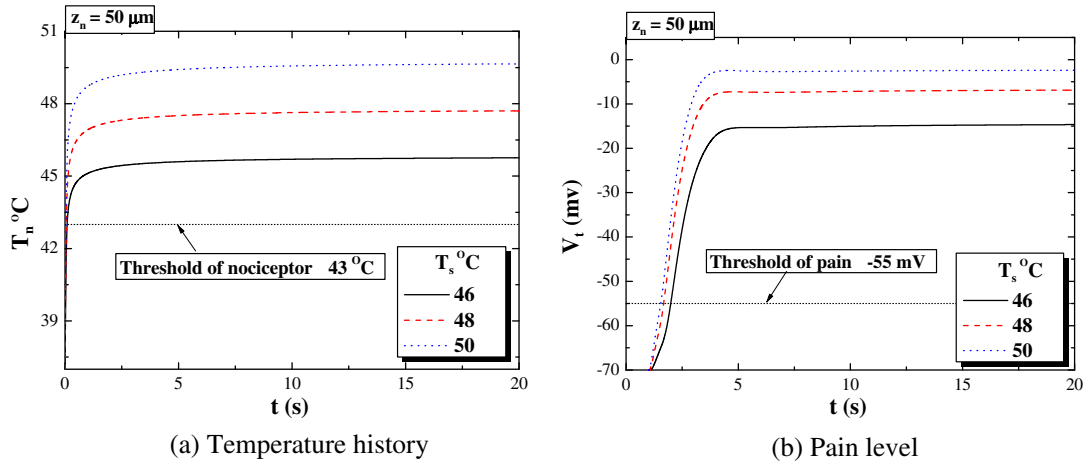 z_n = 50 μm
51
48
45
42
39
T_n °C
Threshold of nociceptor 43 °C
T_s °C
46
48
50
0 5 10 15 20
t (s)
(a) Temperature history
z_n = 50 μm
0
-10
-20
-30
-40
-50
-60
-70
V_t (mv)
Threshold of pain -55 mV
T_s °C
46
48
50
0 5 10 15 20
t (s)
(b) Pain level